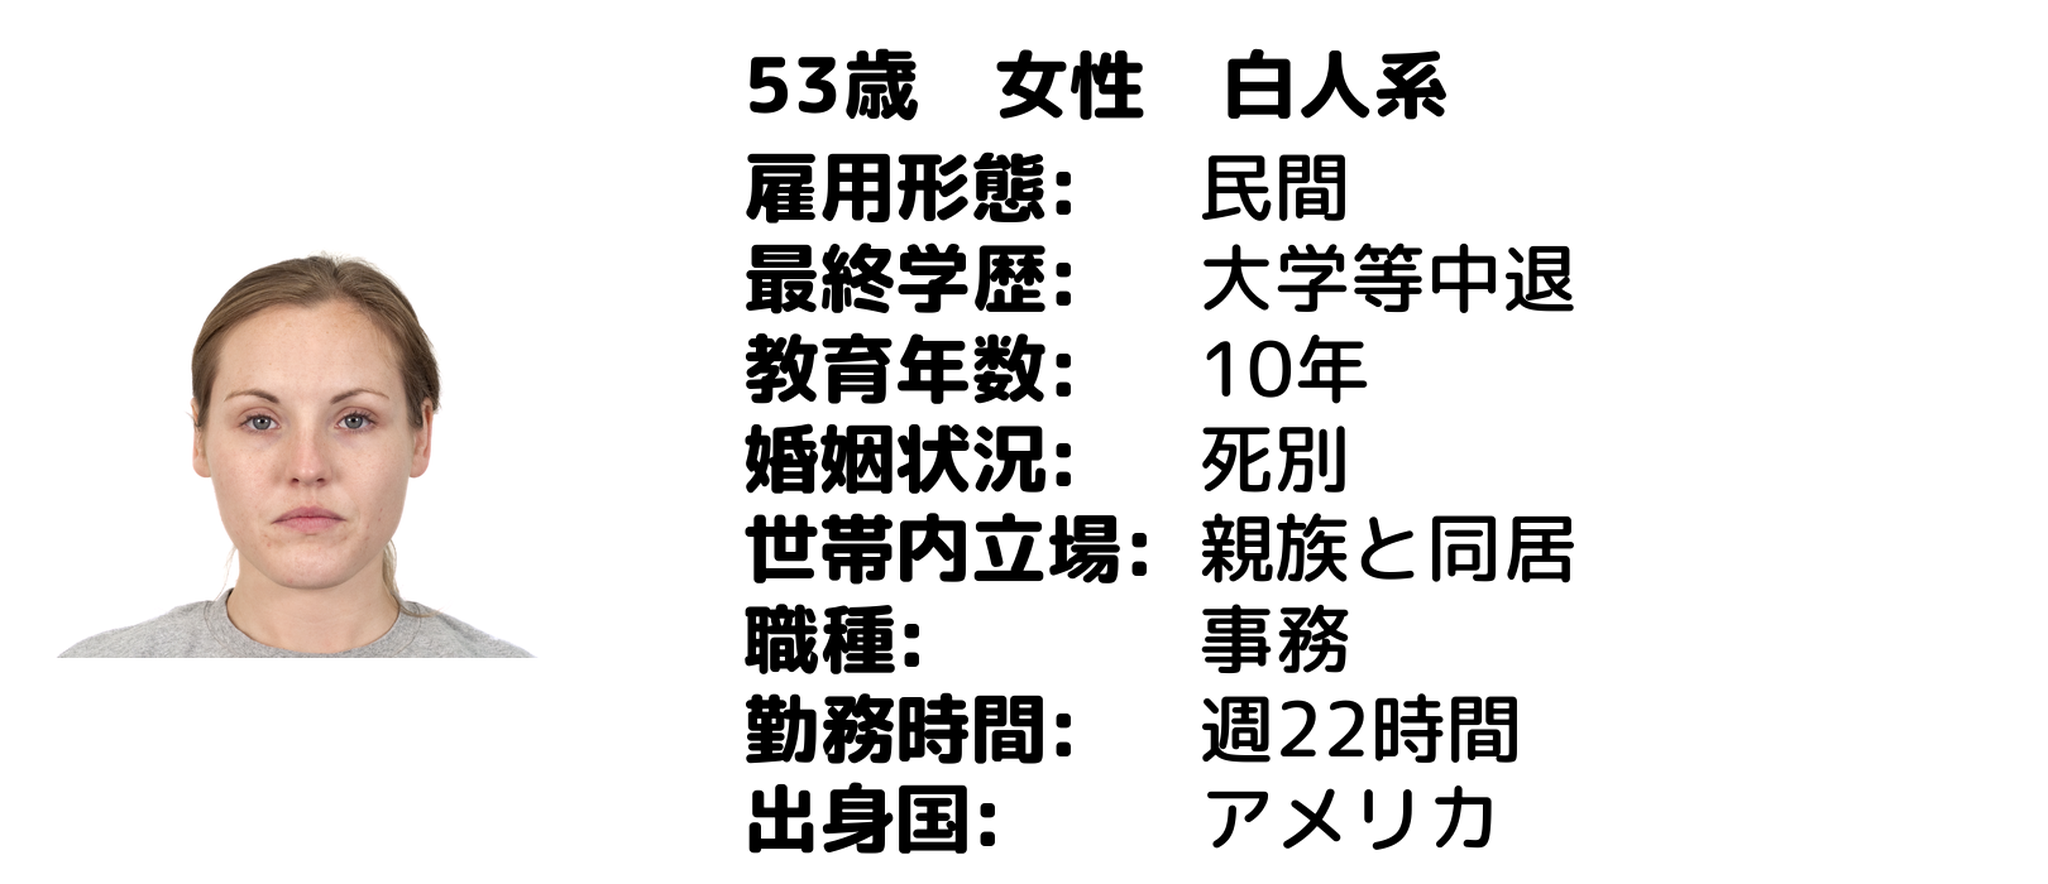 53歳　女性　白人系
雇用形態: 民間
最終学歴: 大学等中退
教育年数: 10年
婚姻状況: 死別
世帯内立場: 親族と同居
職種: 事務
勤務時間: 週22時間
出身国: アメリカ